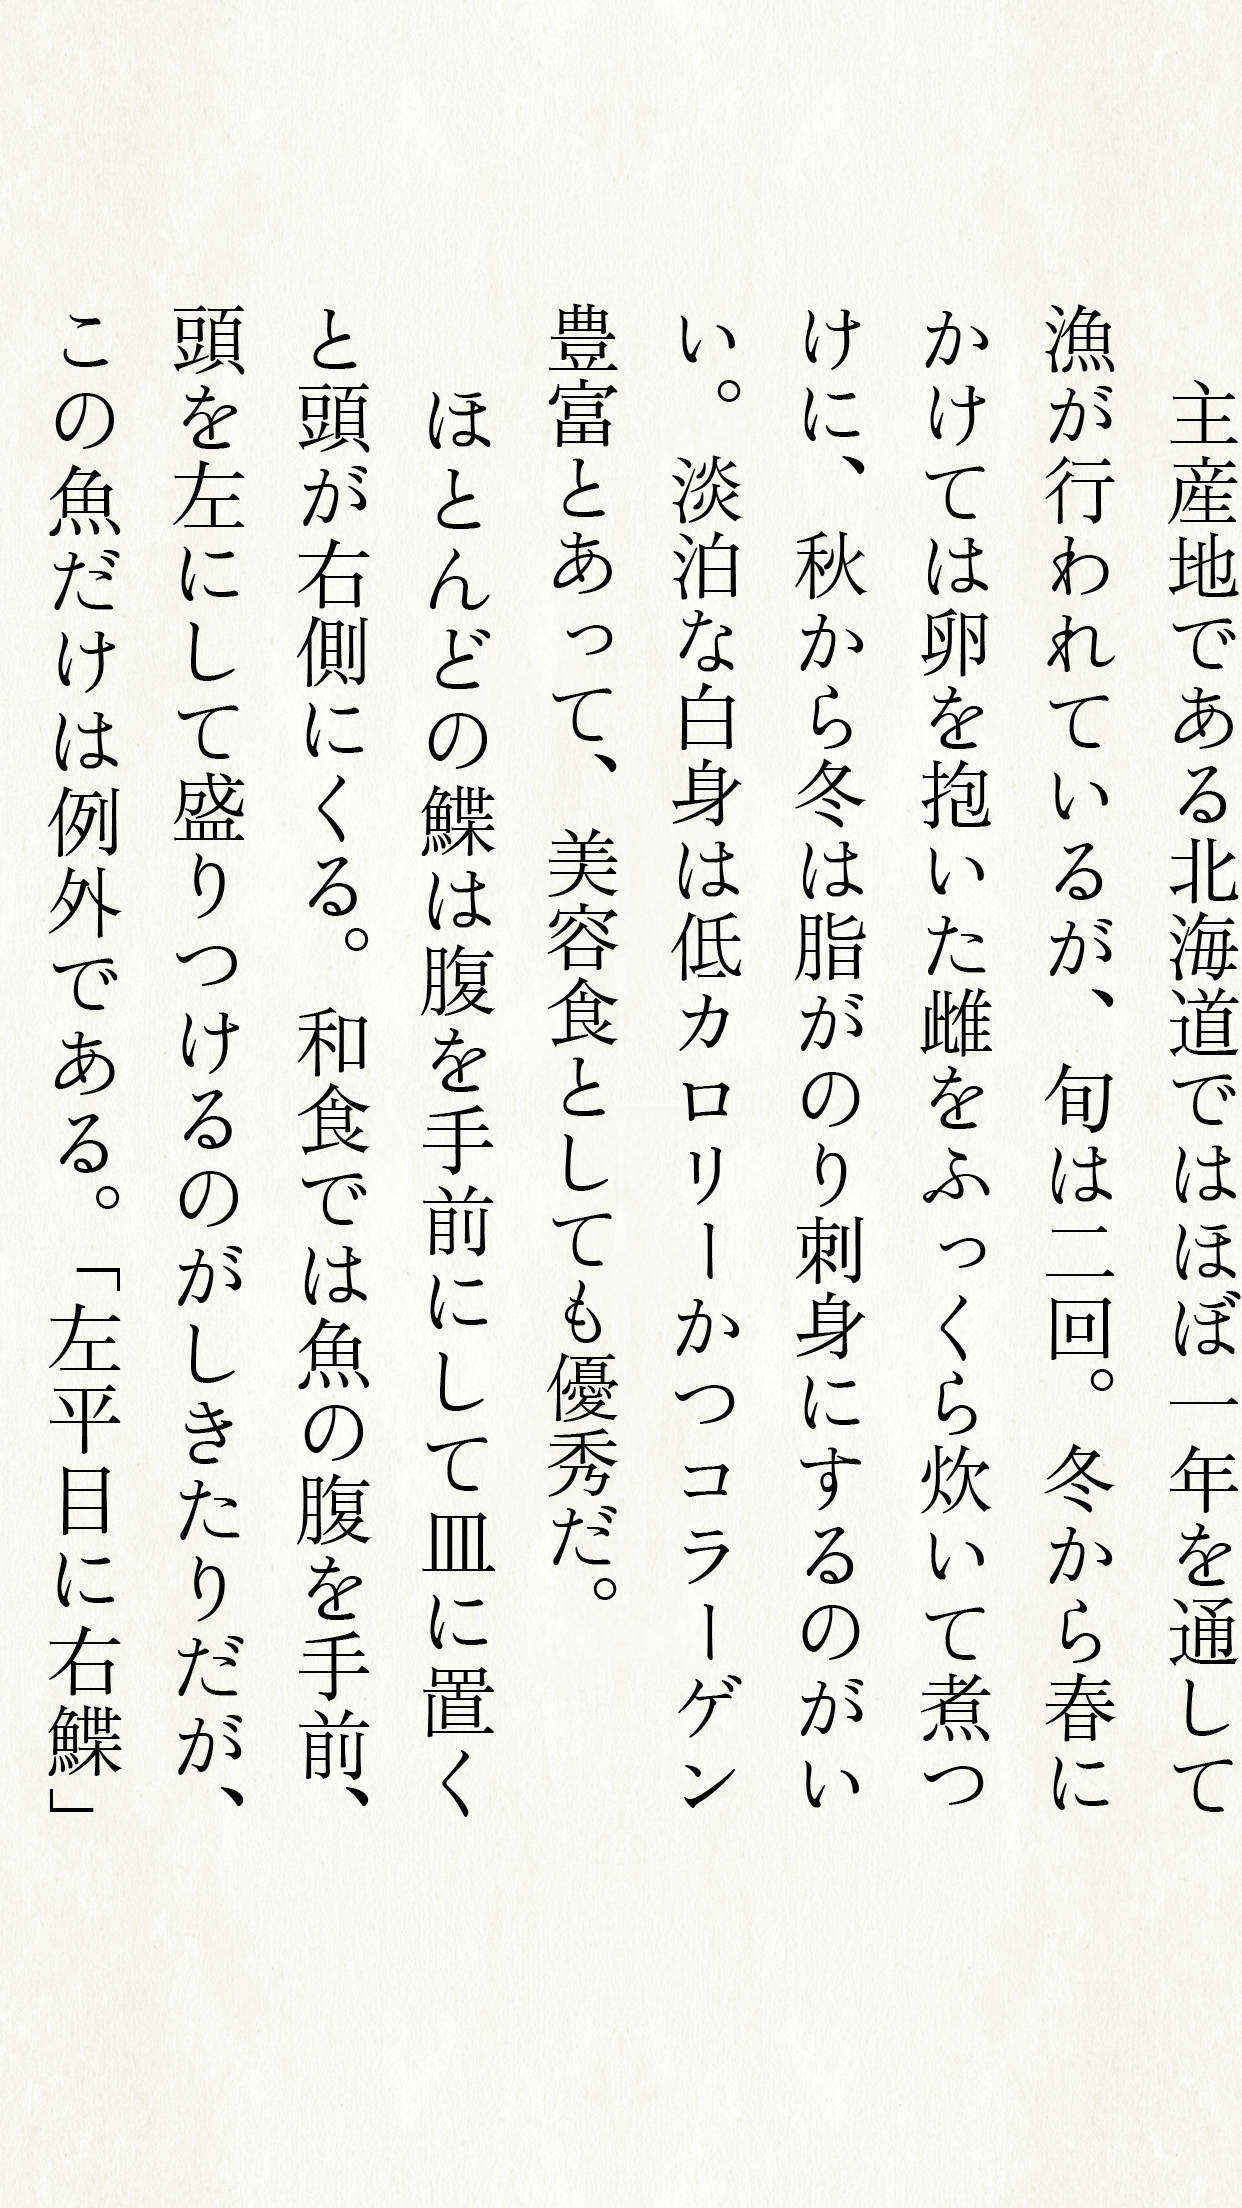 主産地である北海道ではほぼ一年を通して
漁が行われているが、旬は二回。冬から春に
かけては卵を抱いた雌をふっくら炊いて煮つ
けに、秋から冬は脂がのり刺身にするのがい
い。淡泊な白身は低カロリーかつコラーゲン
豊富とあって、美容食としても優秀だ。
ほとんどの鰈は腹を手前にして皿に置く
と頭が右側にくる。和食では魚の腹を手前、
頭を左にして盛りつけるのがしきたりだが、
この魚だけは例外である。「左平目に右鰈」